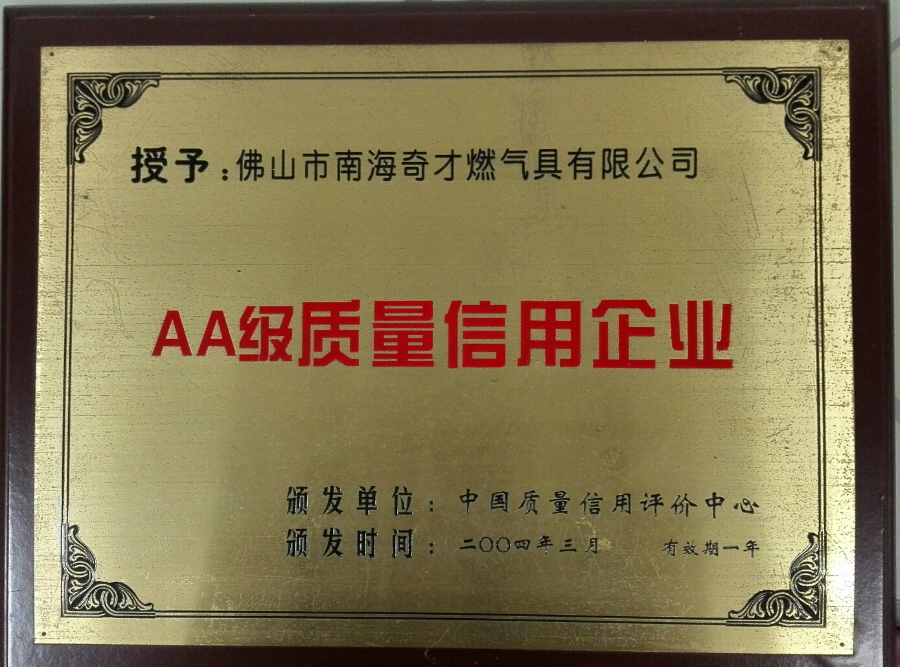 授予：佛山市南海奇才燃气具有限公司
AA级质量信用企业
颁发单位：中国质量信用评价中心
颁发时间：二〇〇四年三月 有效期一年